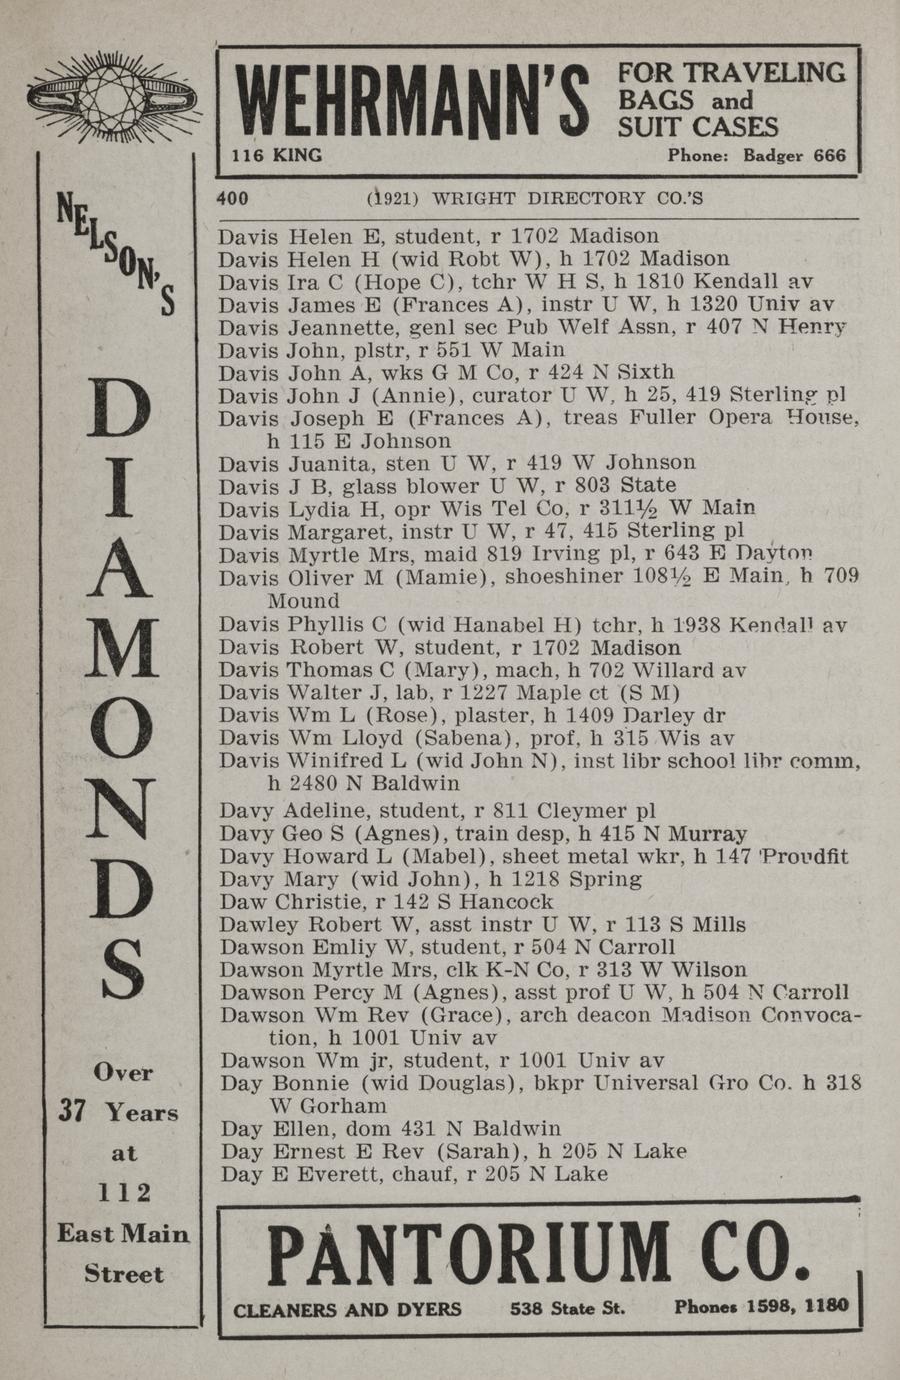 WEHRMANN'S
FOR TRAVELING
BAGS and
SUIT CASES
116 KING
Phone: Badger 666
400 (1921) WRIGHT DIRECTORY CO.'S
Davis Helen E, student, r 1702 Madison
Davis Helen H (wid Robt W), h 1702 Madison
Davis Ira C (Hope C), tchr W H S, h 1810 Kendall av
Davis James E (Frances A), instr U W, h 1320 Univ av
Davis Jeannette, genl sec Pub Welf Assn, r 407 N Henry
Davis John, plstr, r 551 W Main
Davis John A, wks G M Co, r 424 N Sixth
Davis John J (Annie), curator U W, h 25, 419 Sterling pl
Davis Joseph E (Frances A), treas Fuller Opera House,
h 115 E Johnson
Davis Juanita, sten U W, r 419 W Johnson
Davis J B, glass blower U W, r 803 State
Davis Lydia H, opr Wis Tel Co, r 311½ W Main
Davis Margaret, instr U W, r 47, 415 Sterling pl
Davis Myrtle Mrs, maid 819 Irving pl, r 643 E Dayton
Davis Oliver M (Mamie), shoeshiner 108½ E Main, h 709
Mound
Davis Phyllis C (wid Hanabel H) tchr, h 1938 Kendall av
Davis Robert W, student, r 1702 Madison
Davis Thomas C (Mary), mach, h 702 Willard av
Davis Walter J, lab, r 1227 Maple ct (S M)
Davis Wm L (Rose), plaster, h 1409 Darley dr
Davis Wm Lloyd (Sabena), prof, h 315 Wis av
Davis Winifred L (wid John N), inst libr school libr comm,
h 2480 N Baldwin
Davy Adeline, student, r 811 Cleymer pl
Davy Geo S (Agnes), train desp, h 415 N Murray
Davy Howard L (Mabel), sheet metal wkr, h 147 Proudfit
Davy Mary (wid John), h 1218 Spring
Daw Christie, r 142 S Hancock
Dawley Robert W, asst instr U W, r 113 S Mills
Dawson Emliy W, student, r 504 N Carroll
Dawson Myrtle Mrs, clk K-N Co, r 313 W Wilson
Dawson Percy M (Agnes), asst prof U W, h 504 N Carroll
Dawson Wm Rev (Grace), arch deacon Madison Convoca-
tion, h 1001 Univ av
Dawson Wm jr, student, r 1001 Univ av
Day Bonnie (wid Douglas), bkpr Universal Gro Co. h 318
W Gorham
Day Ellen, dom 431 N Baldwin
Day Ernest E Rev (Sarah), h 205 N Lake
Day E Everett, chauf, r 205 N Lake
NELSON'S
DIAMONDS
Over
37 Years
at
112
East Main
Street
PANTORIUM CO.
CLEANERS AND DYERS 538 State St. Phones 1598, 1180